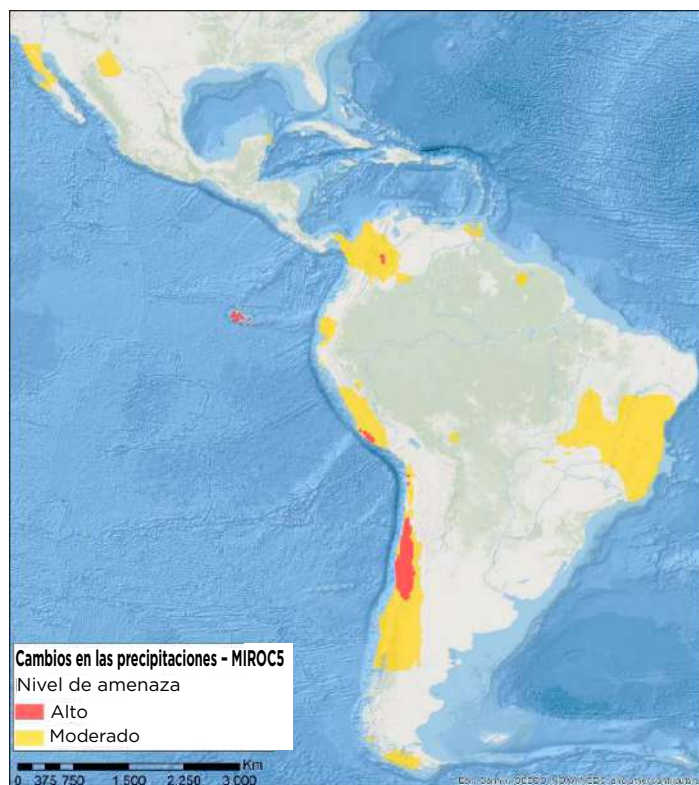 Cambios en las precipitaciones – MIROC5
Nivel de amenaza
Alto
Moderado
Km
0 375 750 1.500 2.250 3.000